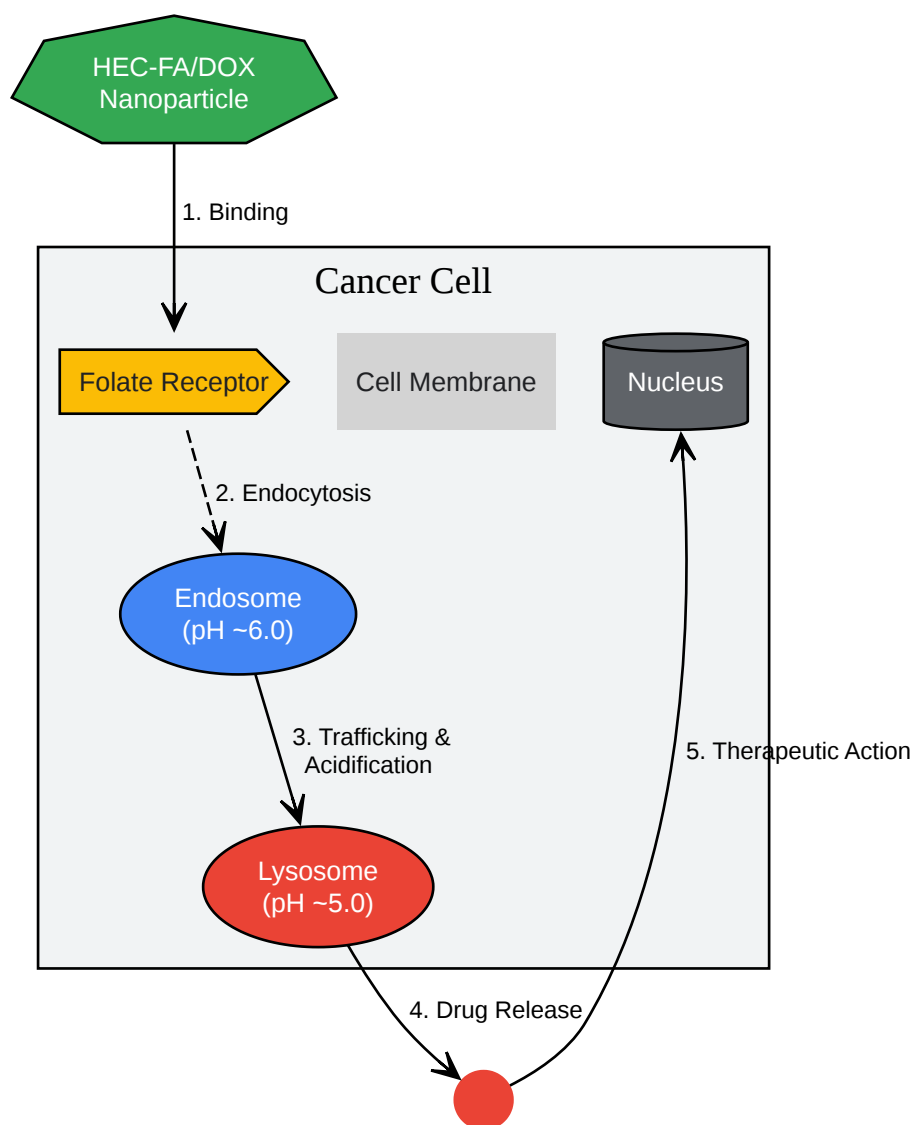 HEC-FA/DOX
Nanoparticle
1. Binding
Cancer Cell
Folate Receptor
Cell Membrane
Nucleus
2. Endocytosis
Endosome
(pH ~6.0)
3. Trafficking &
Acidification
5. Therapeutic Action
Lysosome
(pH ~5.0)
4. Drug Release